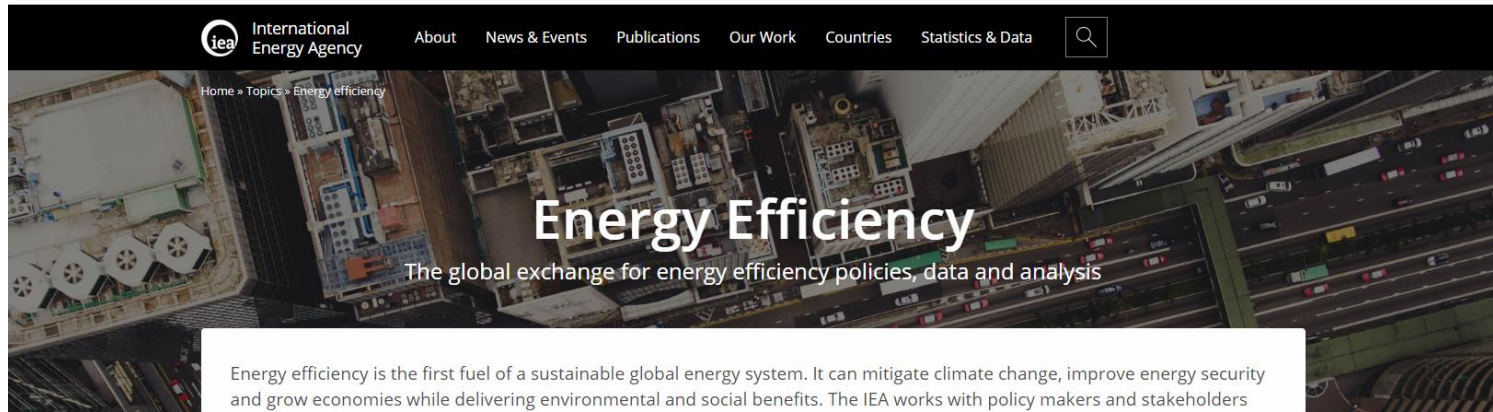 iea
International
Energy Agency
About News & Events Publications Our Work Countries Statistics & Data
Home » Topics » Energy efficiency
Energy Efficiency
The global exchange for energy efficiency policies, data and analysis
Energy efficiency is the first fuel of a sustainable global energy system. It can mitigate climate change, improve energy security
and grow economies while delivering environmental and social benefits. The IEA works with policy makers and stakeholders